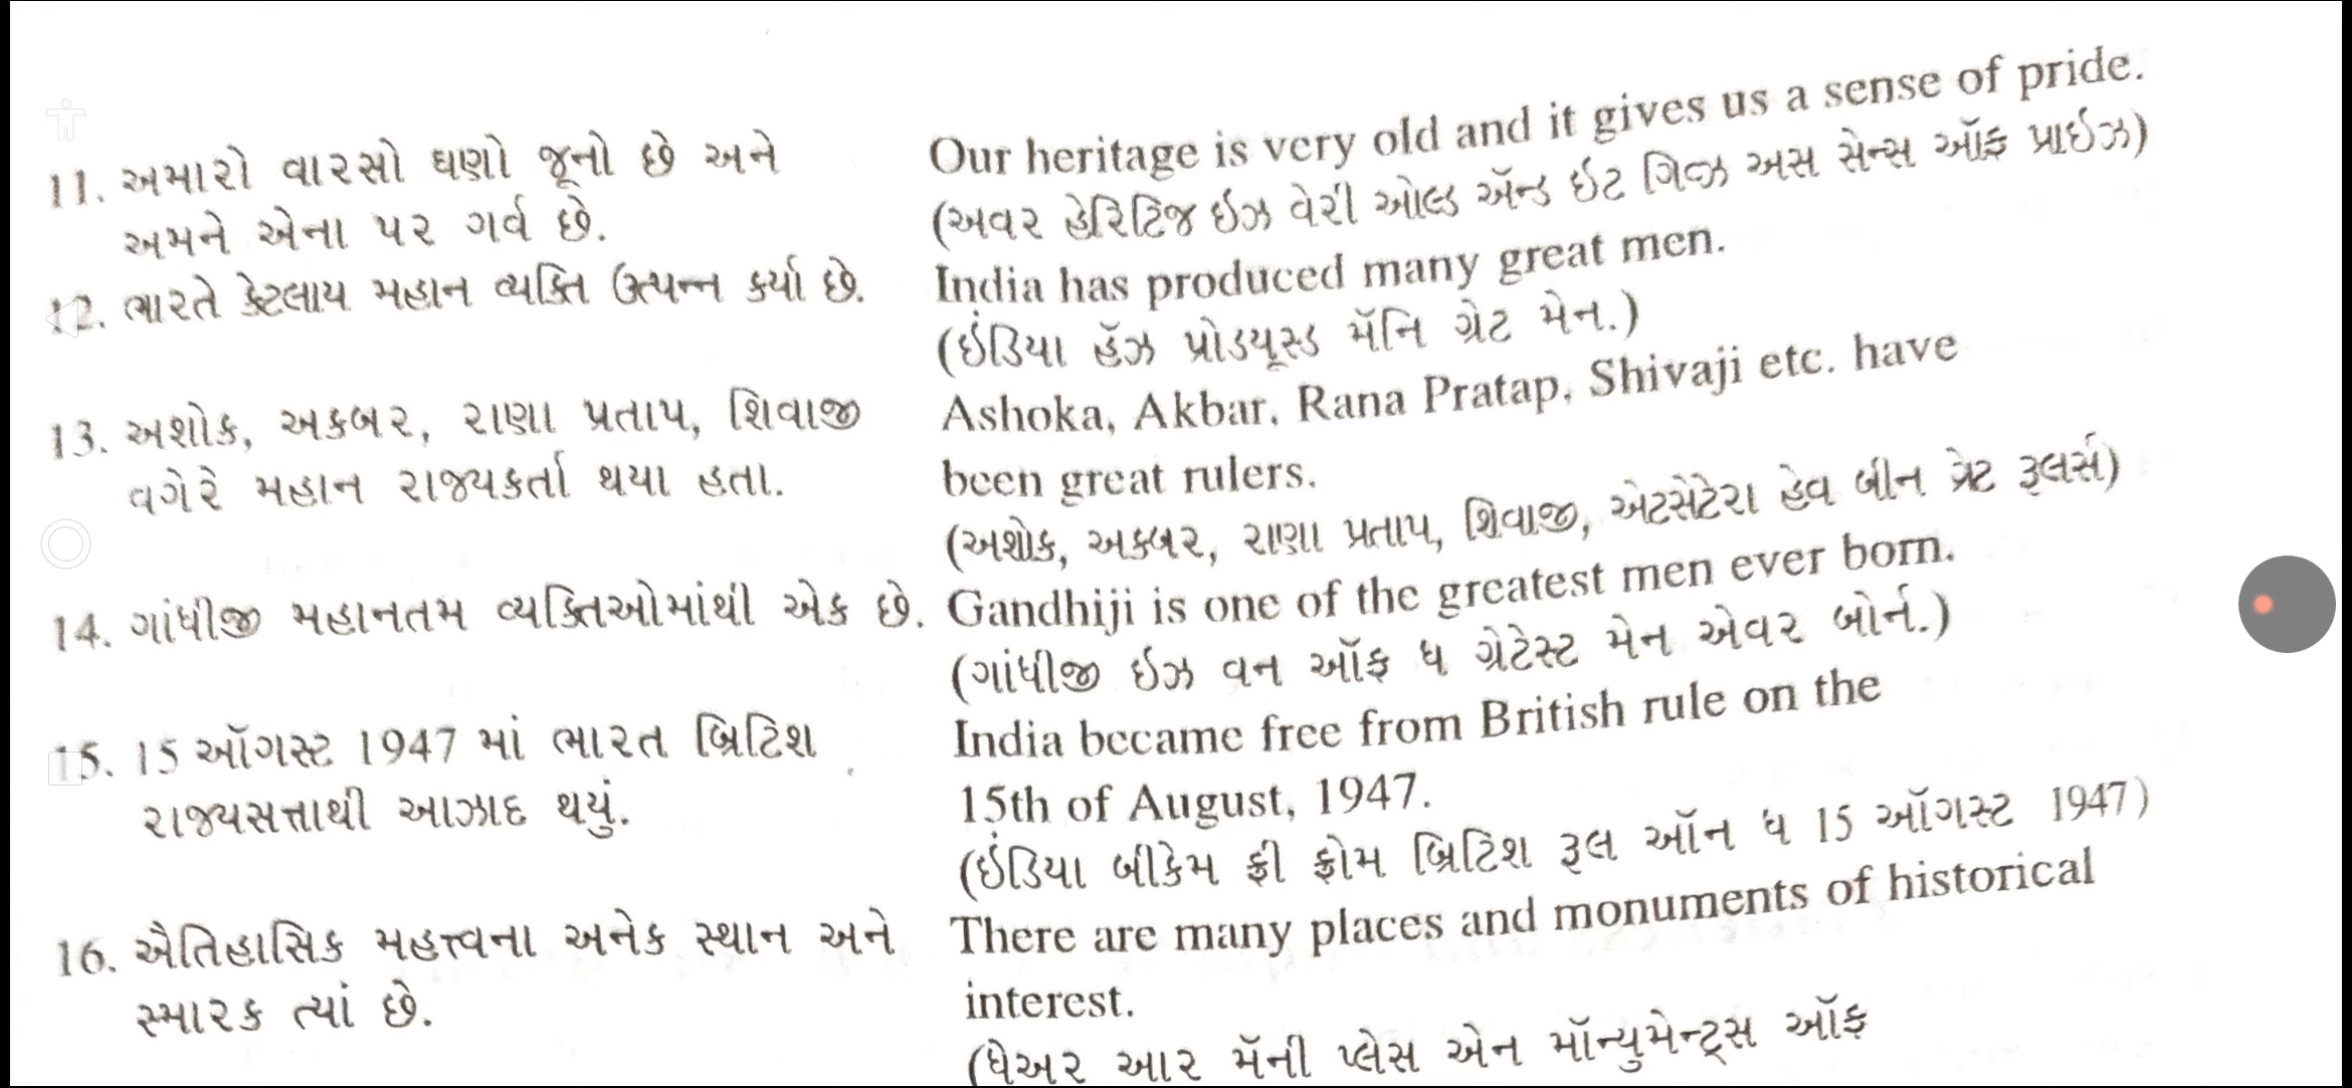 11. અમારો વારસો ઘણો જૂનો છે અને
અમને એના પર ગર્વ છે.
Our heritage is very old and it gives us a sense of pride.
(અવર હેરિટિજ ઇઝ વેરી ઓલ્ડ ઍન્ડ ઇટ ગિવ્ઝ અસ સેન્સ ઑફ પ્રાઇઝ)
12. ભારતે કેટલાય મહાન વ્યક્તિ ઉત્પન્ન કર્યા છે.
India has produced many great men.
(ઇંડિયા હૅઝ પ્રોડયૂસ્ડ મૅનિ ગ્રેટ મેન.)
13. અશોક, અકબર, રાણા પ્રતાપ, શિવાજી
વગેરે મહાન રાજ્યકર્તા થયા હતા.
Ashoka, Akbar, Rana Pratap, Shivaji etc. have
been great rulers.
(અશોક, અકબર, રાણા પ્રતાપ, શિવાજી, એટસેટેરા હેવ બીન ગ્રેટ રૂલર્સ)
14. ગાંધીજી મહાનતમ વ્યક્તિઓમાંથી એક છે.
Gandhiji is one of the greatest men ever born.
(ગાંધીજી ઇઝ વન ઑફ ધ ગ્રેટેસ્ટ મેન એવર બોર્ન.)
15. 15 ઑગસ્ટ 1947 માં ભારત બ્રિટિશ
રાજ્યસત્તાથી આઝાદ થયું.
India became free from British rule on the
15th of August, 1947.
(ઇંડિયા બીકેમ ફ્રી ફ્રોમ બ્રિટિશ રૂલ ઑન ધ 15 ઑગસ્ટ 1947)
16. ઐતિહાસિક મહત્ત્વના અનેક સ્થાન અને
સ્મારક ત્યાં છે.
There are many places and monuments of historical
interest.
(ધેઅર આર મૅની પ્લેસ એન મૉન્યુમેન્ટ્સ ઑફ